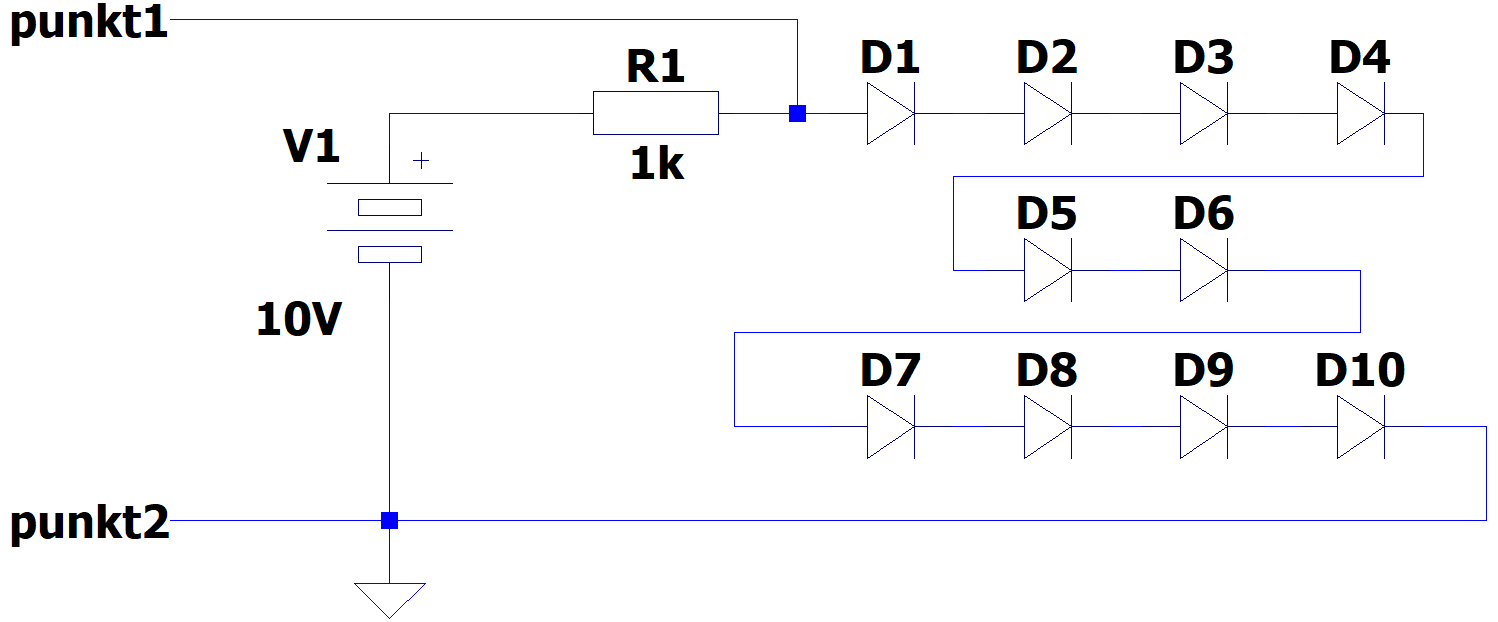 punkt1
R1
D1 D2 D3 D4
V1 +
1k
D5 D6
10V
D7 D8 D9 D10
punkt2